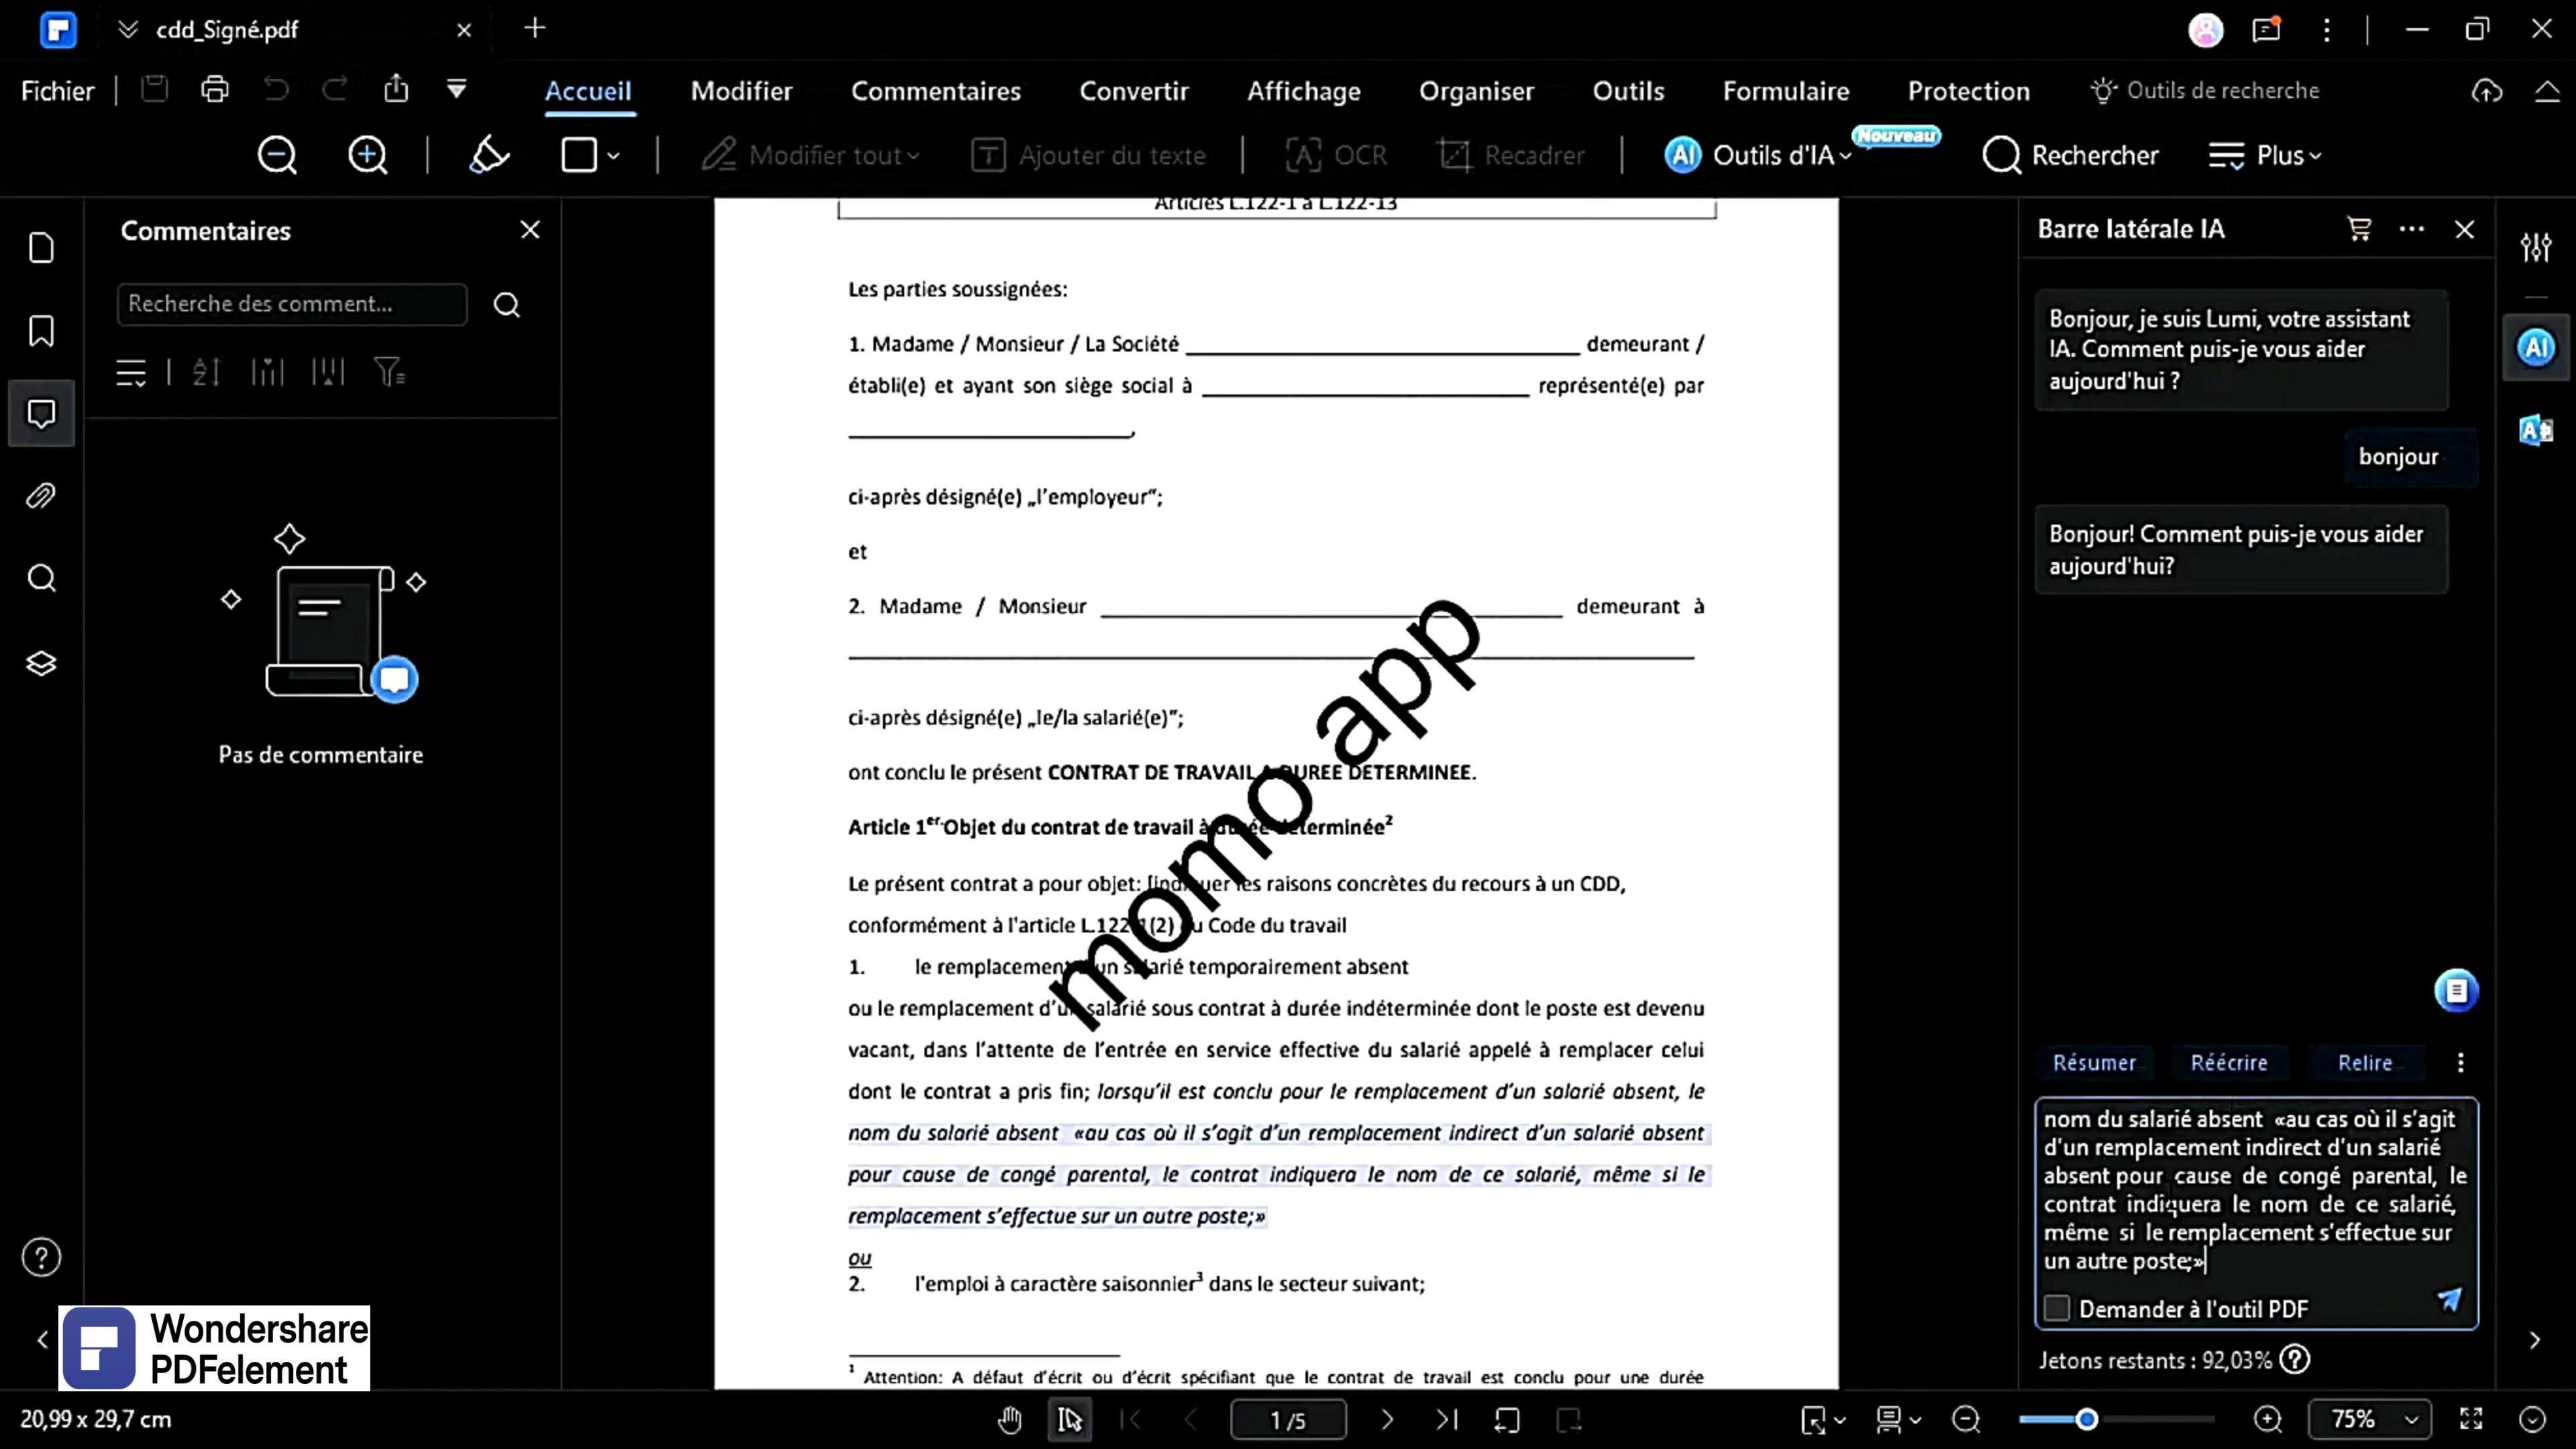 cdd_Signé.pdf
Fichier
Accueil
Modifier
Commentaires
Convertir
Affichage
Organiser
Outils
Formulaire
Protection
Outils de recherche
Modifier tout
Ajouter du texte
OCR
Recadrer
Outils d'IA
Nouveau
Rechercher
Plus
Commentaires
Recherche des comment...
Pas de commentaire
Articles L.122-1 à L.122-13
Les parties soussignées:
1. Madame / Monsieur / La Société demeurant /
établi(e) et ayant son siège social à représenté(e) par
,
ci-après désigné(e) „l'employeur“;
et
2. Madame / Monsieur demeurant à
ci-après désigné(e) „le/la salarié(e)“;
ont conclu le présent CONTRAT DE TRAVAIL A DUREE DETERMINEE.
Article 1er.Objet du contrat de travail à durée déterminée2
Le présent contrat a pour objet: [indiquer les raisons concrètes du recours à un CDD,
conformément à l'article L.122-1(2) du Code du travail
1. le remplacement d'un salarié temporairement absent
ou le remplacement d'un salarié sous contrat à durée indéterminée dont le poste est devenu
vacant, dans l'attente de l'entrée en service effective du salarié appelé à remplacer celui
dont le contrat a pris fin; lorsqu'il est conclu pour le remplacement d'un salarié absent, le
nom du salarié absent «au cas où il s'agit d'un remplacement indirect d'un salarié absent
pour cause de congé parental, le contrat indiquera le nom de ce salarié, même si le
remplacement s'effectue sur un autre poste;»
ou
2. l'emploi à caractère saisonnier3 dans le secteur suivant;
1 Attention: A défaut d'écrit ou d'écrit spécifiant que le contrat de travail est conclu pour une durée
momo app
Barre latérale IA
Bonjour, je suis Lumi, votre assistant
IA. Comment puis-je vous aider
aujourd'hui ?
bonjour
Bonjour! Comment puis-je vous aider
aujourd'hui?
Résumer
Réécrire
Relire
nom du salarié absent «au cas où il s'agit
d'un remplacement indirect d'un salarié
absent pour cause de congé parental, le
contrat indiquera le nom de ce salarié,
même si le remplacement s'effectue sur
un autre poste;»
Demander à l'outil PDF
Jetons restants : 92,03%
AI
Wondershare
PDFelement
20,99 x 29,7 cm
1 /5
75%